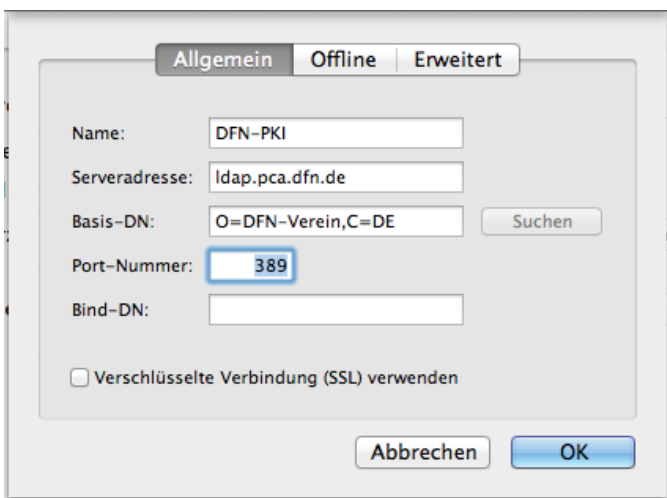 Allgemein Offline Erweitert
Name: DFN-PKI
Serveradresse: ldap.pca.dfn.de
Basis-DN: O=DFN-Verein,C=DE Suchen
Port-Nummer: 389
Bind-DN:
Verschlüsselte Verbindung (SSL) verwenden
Abbrechen OK